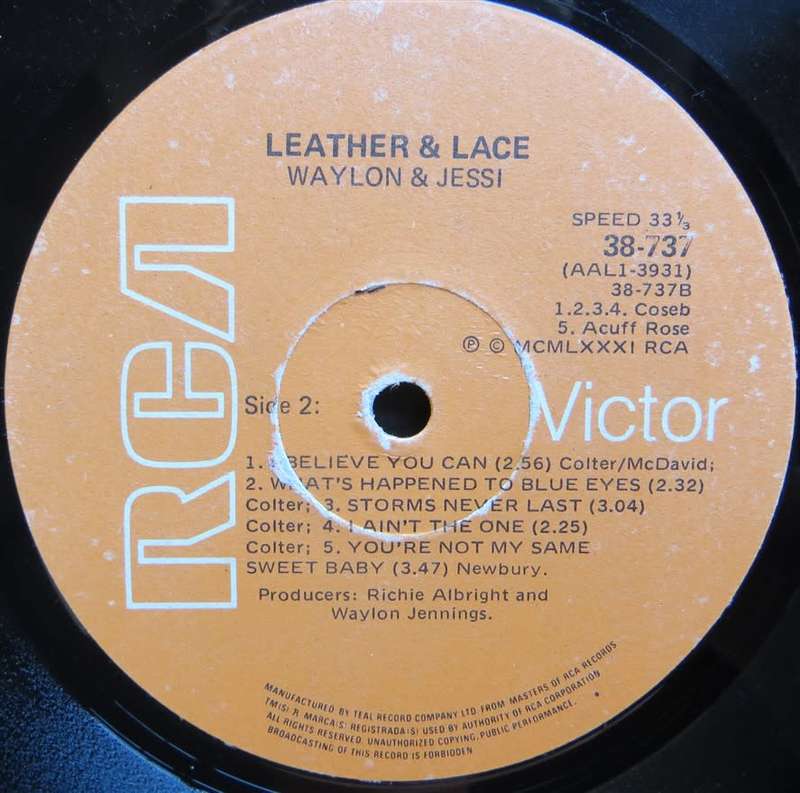 LEATHER & LACE
WAYLON & JESSI
RCA
SPEED 33⅓
38-737
(AAL1-3931)
38-737B
1.2.3.4. Coseb
5. Acuff Rose
Ⓟ © MCMLXXXI RCA
Side 2:
Victor
1. I BELIEVE YOU CAN (2.56) Colter/McDavid;
2. WHAT'S HAPPENED TO BLUE EYES (2.32)
Colter; 3. STORMS NEVER LAST (3.04)
Colter; 4. I AIN'T THE ONE (2.25)
Colter; 5. YOU'RE NOT MY SAME
SWEET BABY (3.47) Newbury.
Producers: Richie Albright and
Waylon Jennings.
MANUFACTURED BY TEAL RECORD COMPANY LTD. FROM MASTERS OF RCA RECORDS
TM(S) ® MARCA(S) REGISTRADA(S) USED BY AUTHORITY OF RCA CORPORATION
ALL RIGHTS RESERVED. UNAUTHORIZED COPYING, PUBLIC PERFORMANCE.
BROADCASTING OF THIS RECORD IS FORBIDDEN